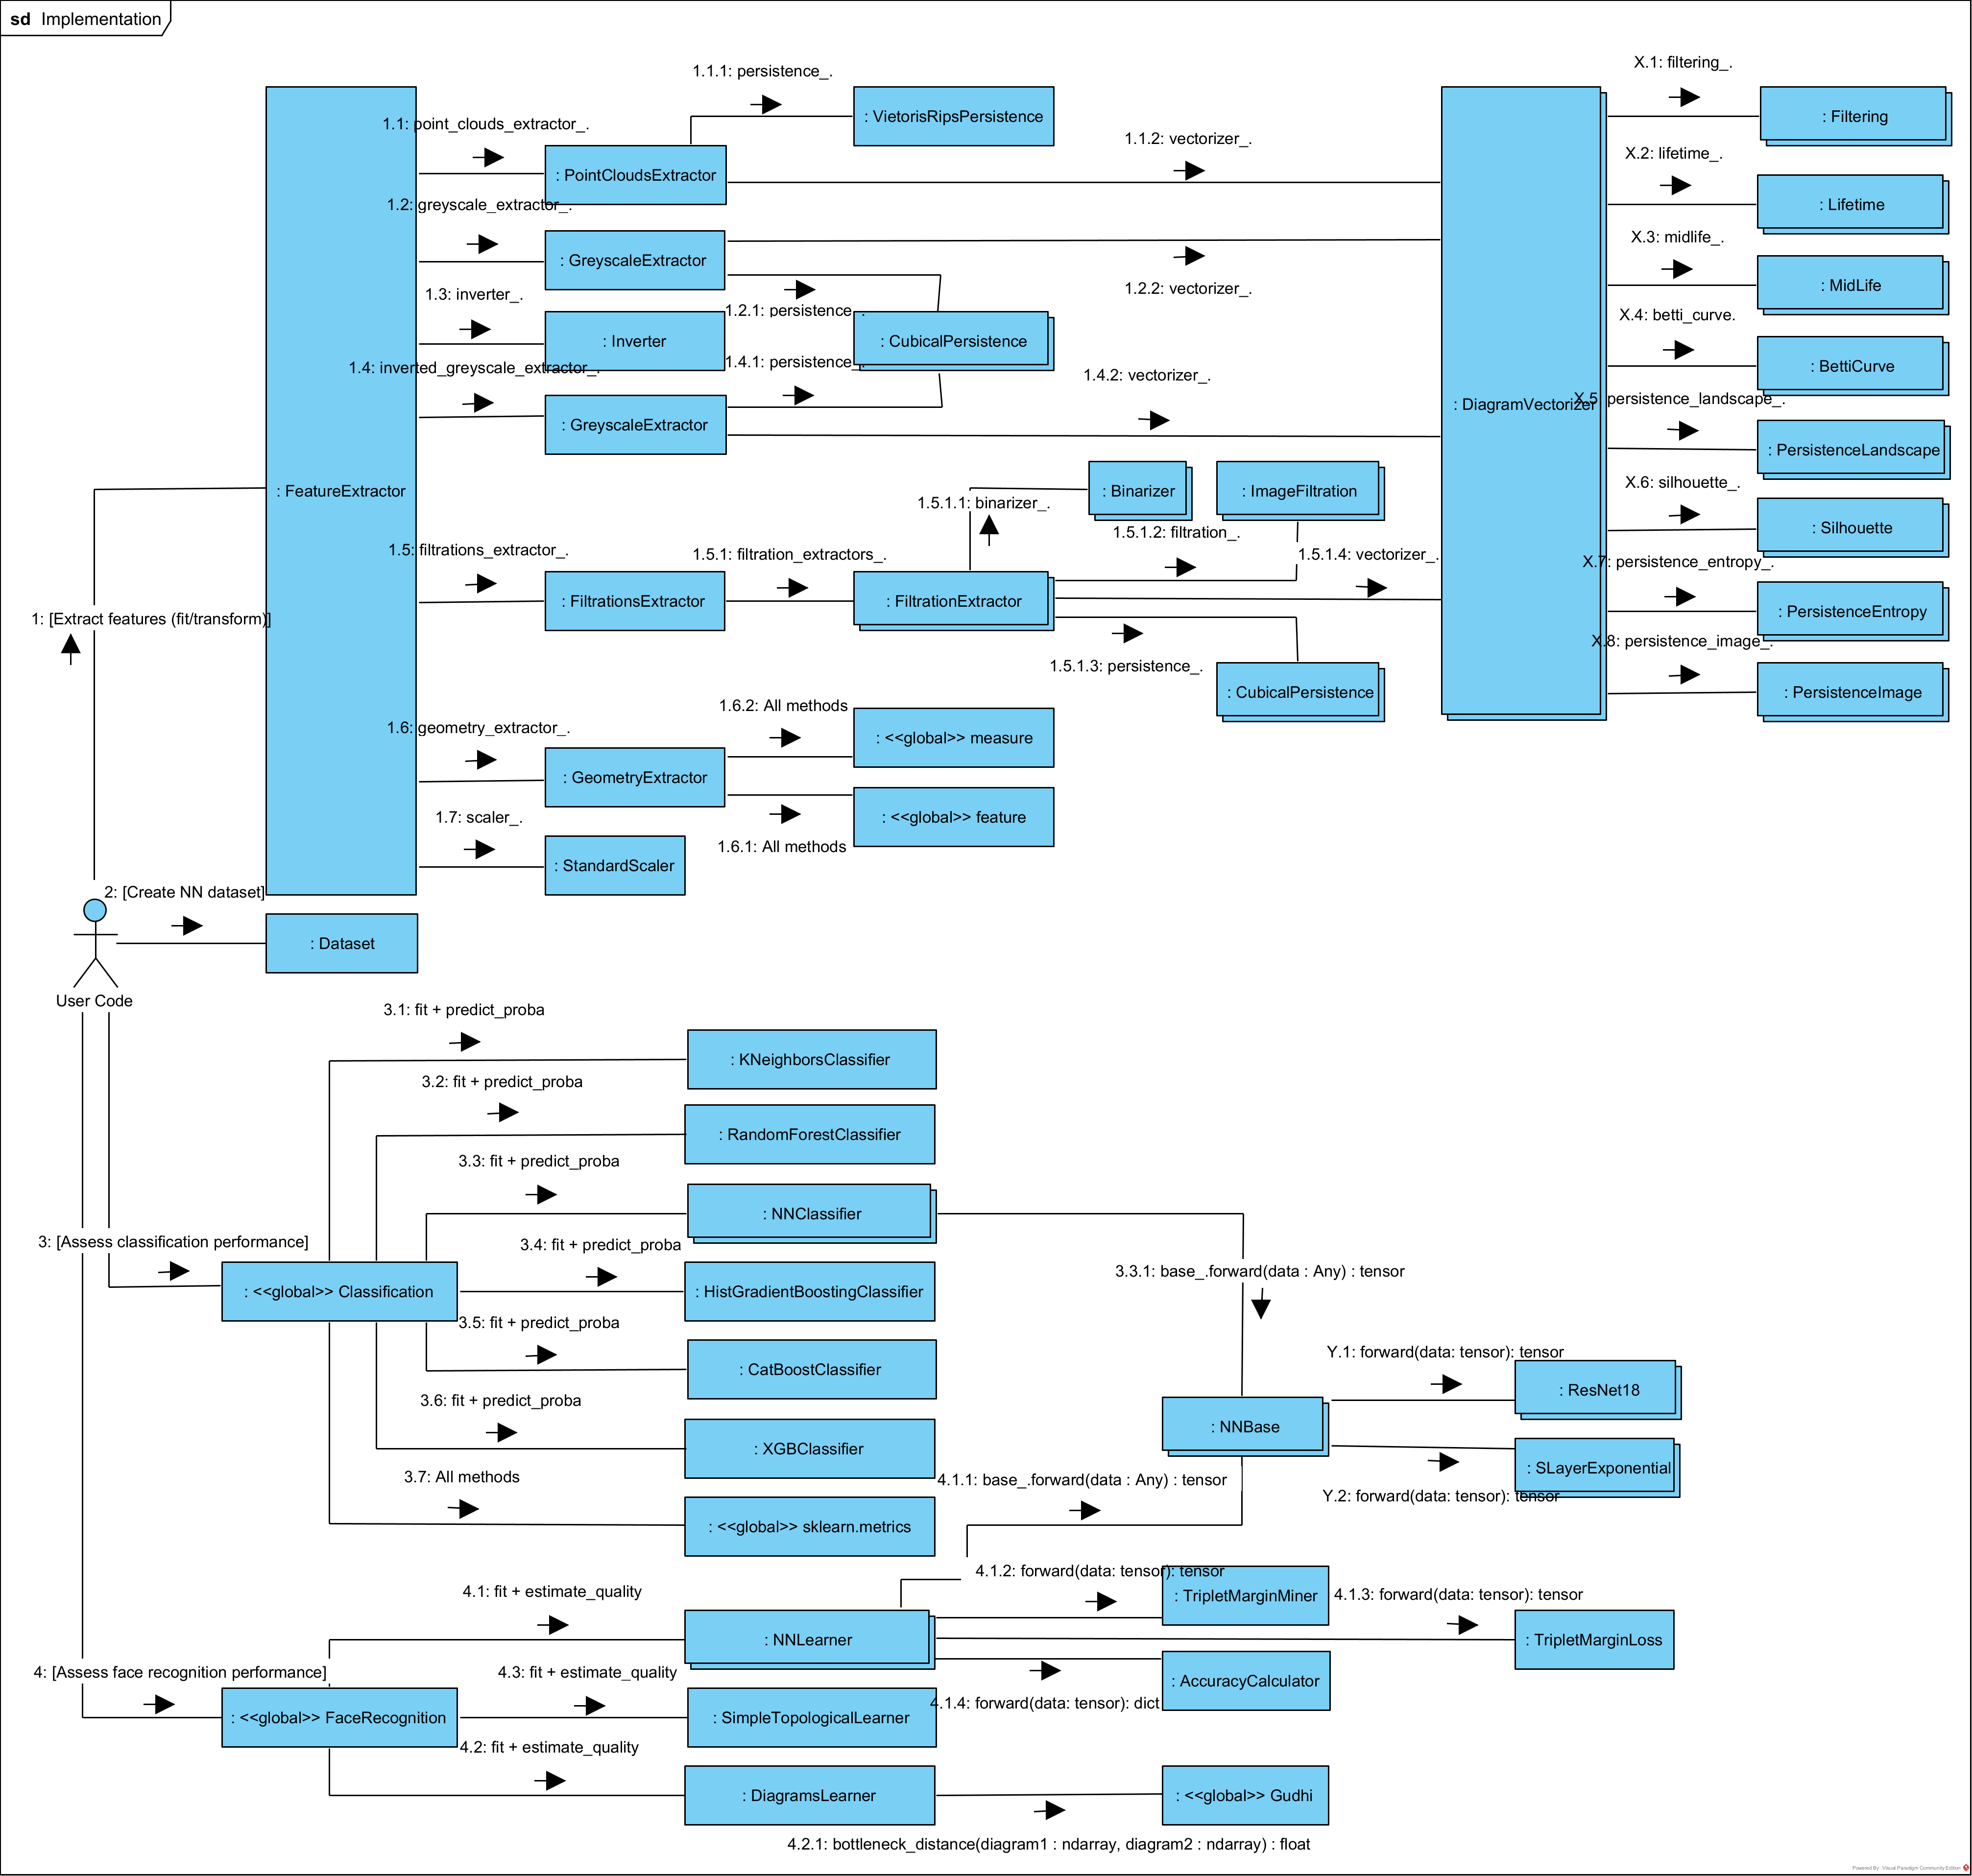 sd Implementation
1.1.1: persistence_.
X.1: filtering_.
: VietorisRipsPersistence
: Filtering
1.1: point_clouds_extractor_.
1.1.2: vectorizer_.
X.2: lifetime_.
: PointCloudsExtractor
1.2: greyscale_extractor_.
: Lifetime
X.3: midlife_.
: GreyscaleExtractor
1.2.2: vectorizer_.
: MidLife
1.3: inverter_.
1.2.1: persistence_.
X.4: betti_curve.
: Inverter
: CubicalPersistence
1.4: inverted_greyscale_extractor_.
1.4.1: persistence_.
1.4.2: vectorizer_.
: BettiCurve
: DiagramVectorizer
X.5: persistence_landscape_.
: GreyscaleExtractor
: PersistenceLandscape
: FeatureExtractor
: Binarizer
: ImageFiltration
X.6: silhouette_.
1.5.1.1: binarizer_.
1.5.1.2: filtration_.
: Silhouette
1.5: filtrations_extractor_.
1.5.1: filtration_extractors_.
1.5.1.4: vectorizer_.
X.7: persistence_entropy_.
: FiltrationsExtractor
: FiltrationExtractor
: PersistenceEntropy
1: [Extract features (fit/transform)]
1.5.1.3: persistence_.
X.8: persistence_image_.
: CubicalPersistence
: PersistenceImage
1.6: geometry_extractor_.
1.6.2: All methods
: <<global>> measure
: GeometryExtractor
1.7: scaler_.
: <<global>> feature
1.6.1: All methods
: StandardScaler
2: [Create NN dataset]
: Dataset
User Code
3.1: fit + predict_proba
: KNeighborsClassifier
3.2: fit + predict_proba
: RandomForestClassifier
3.3: fit + predict_proba
: NNClassifier
3: [Assess classification performance]
3.4: fit + predict_proba
3.3.1: base_.forward(data : Any) : tensor
: <<global>> Classification
: HistGradientBoostingClassifier
3.5: fit + predict_proba
Y.1: forward(data: tensor): tensor
: CatBoostClassifier
: ResNet18
3.6: fit + predict_proba
: NNBase
: XGBClassifier
: SLayerExponential
3.7: All methods
4.1.1: base_.forward(data : Any) : tensor
Y.2: forward(data: tensor): tensor
: <<global>> sklearn.metrics
4.1: fit + estimate_quality
4.1.2: forward(data: tensor): tensor
: TripletMarginMiner
4.1.3: forward(data: tensor): tensor
: NNLearner
: TripletMarginLoss
4: [Assess face recognition performance]
4.3: fit + estimate_quality
: AccuracyCalculator
4.1.4: forward(data: tensor): dict
: <<global>> FaceRecognition
: SimpleTopologicalLearner
4.2: fit + estimate_quality
: DiagramsLearner
: <<global>> Gudhi
4.2.1: bottleneck_distance(diagram1 : ndarray, diagram2 : ndarray) : float
Powered By Visual Paradigm Community Edition